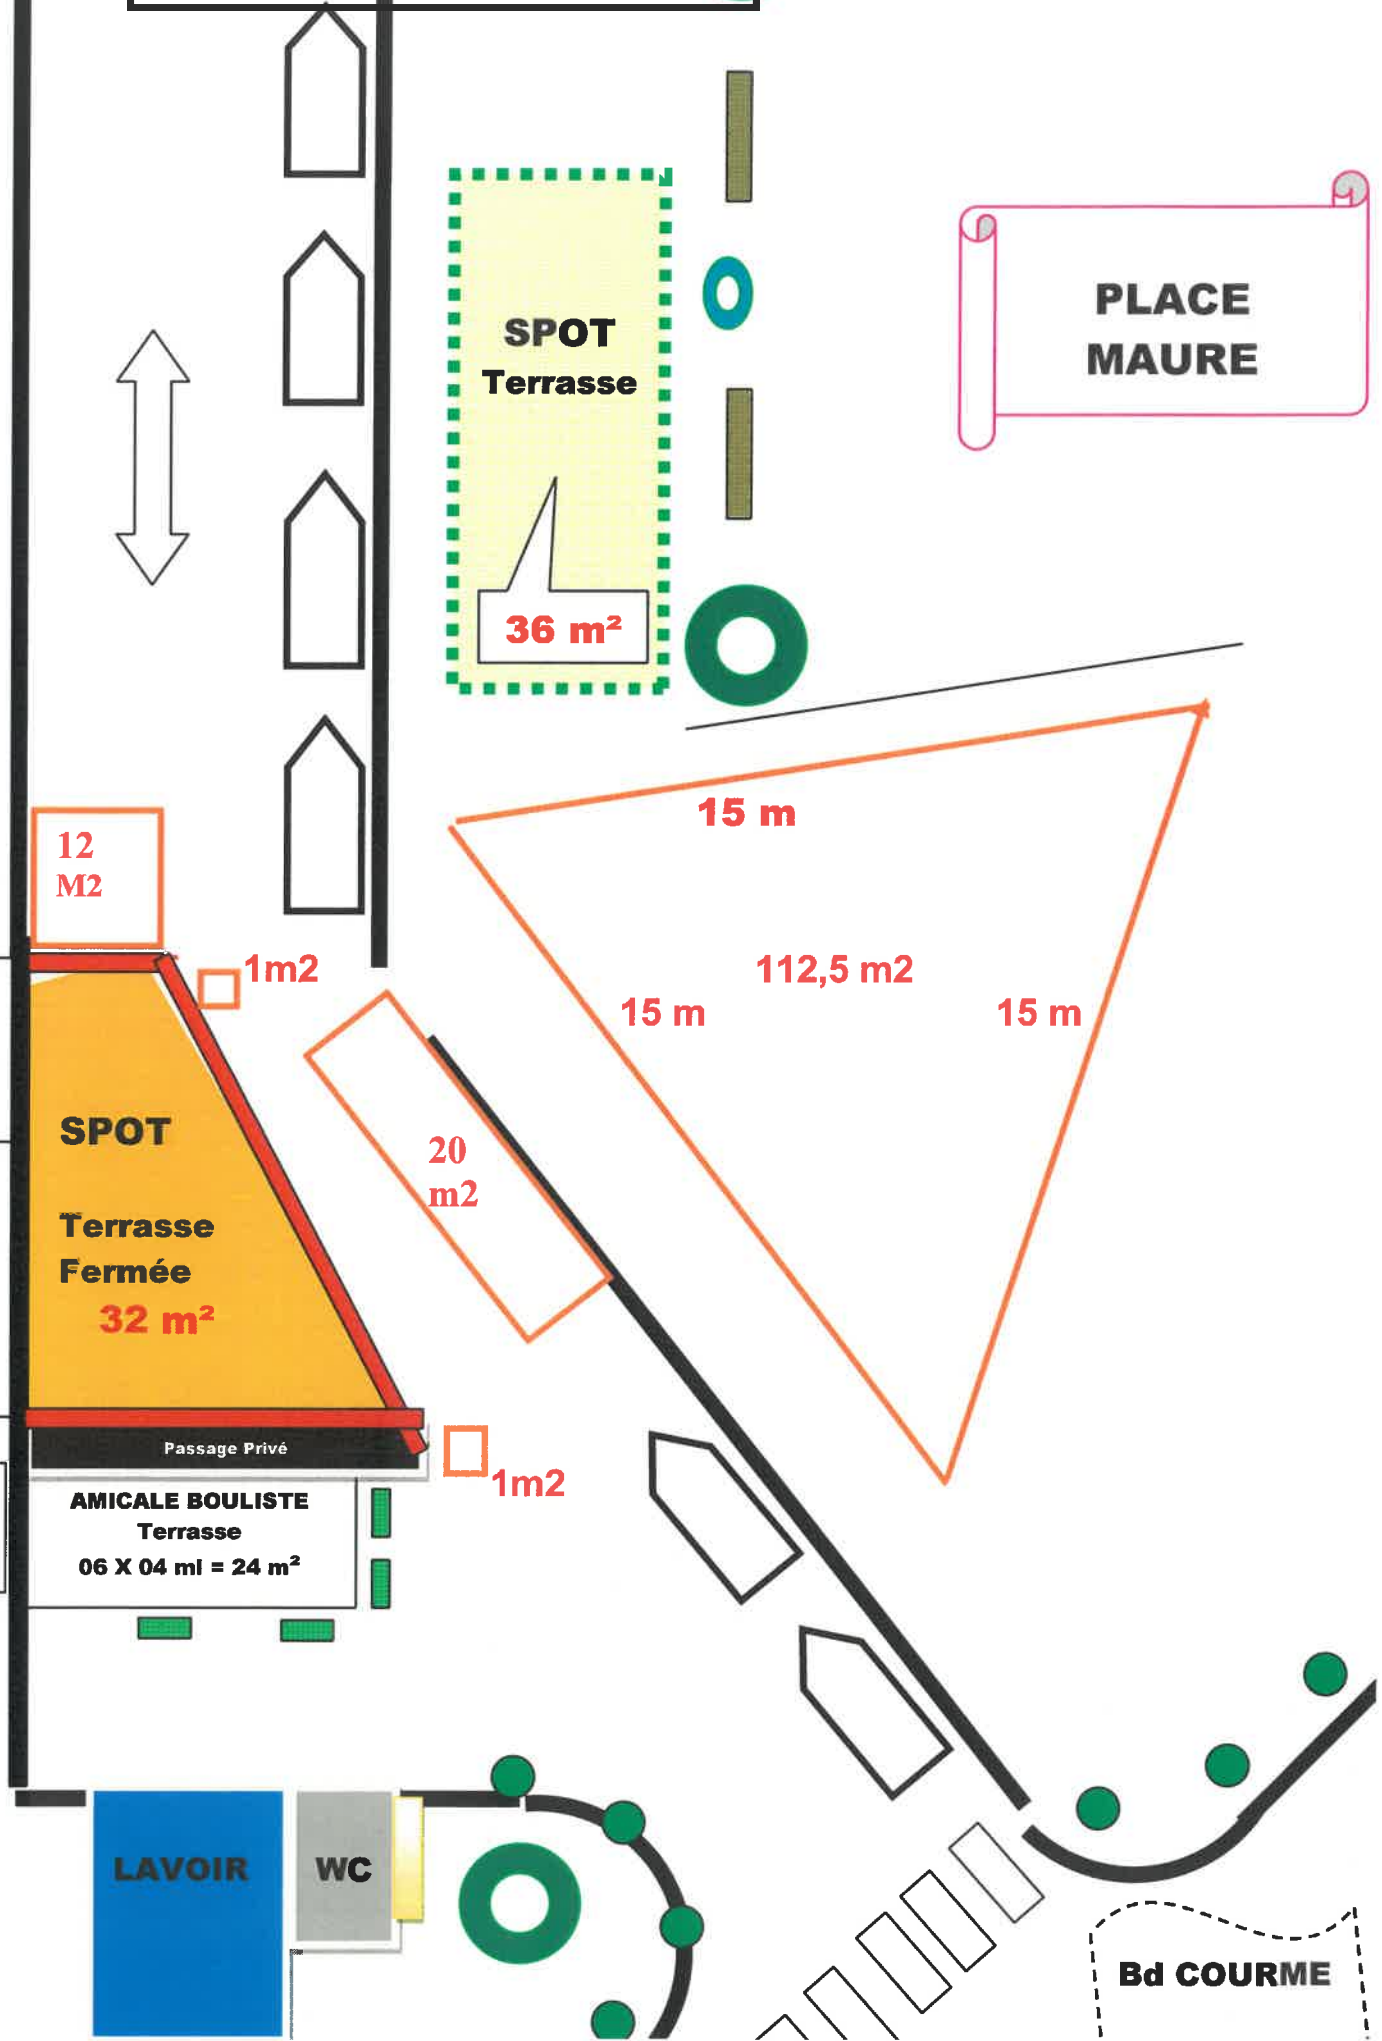 PLACE
MAURE
SPOT
Terrasse
36 m²
15 m
12
M2
1m2
112,5 m2
15 m
15 m
SPOT
20
m2
Terrasse
Fermée
32 m²
Passage Privé
1m2
AMICALE BOULISTE
Terrasse
06 X 04 ml = 24 m²
LAVOIR
WC
Bd COURME